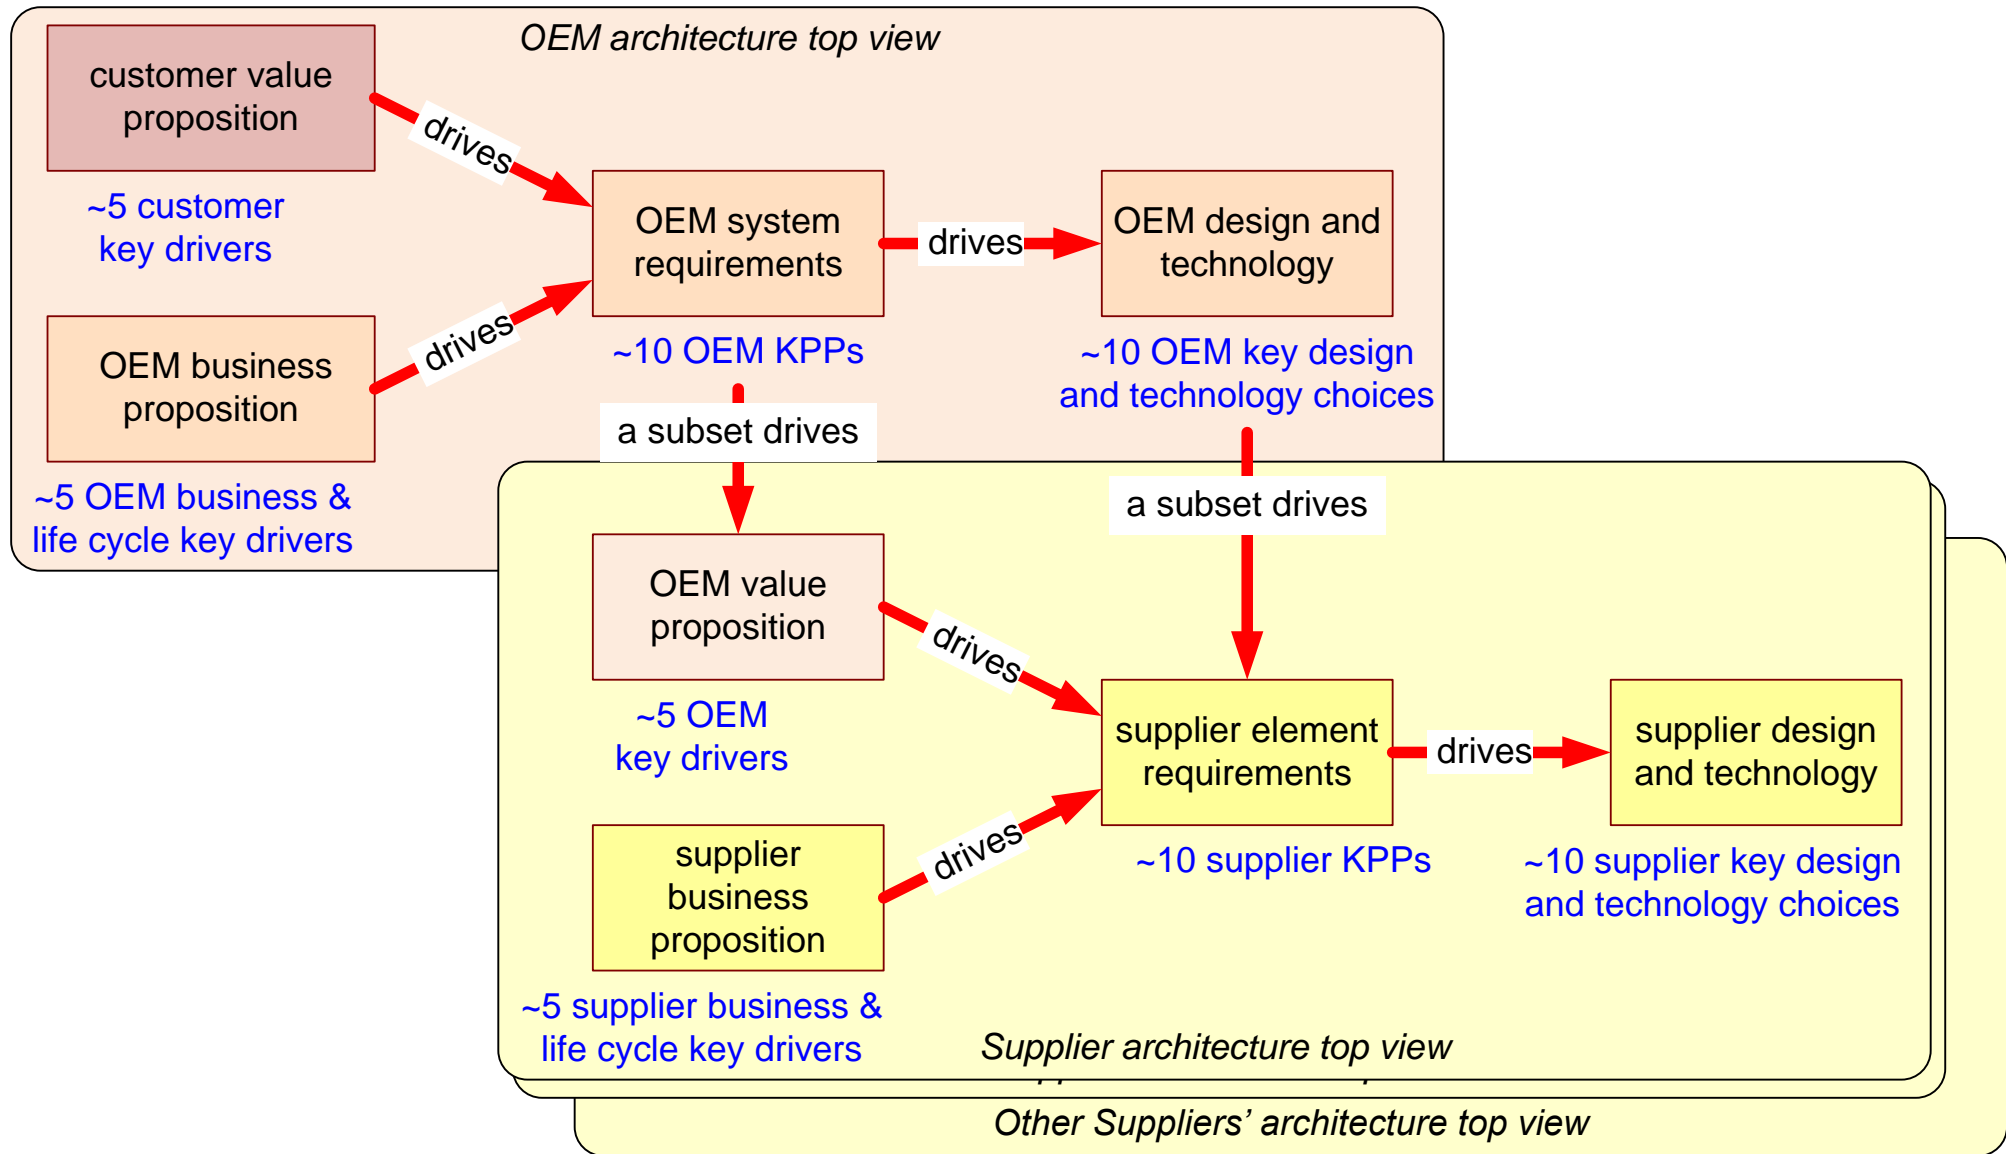 OEM architecture top view
customer value
proposition
drives
~5 customer
key drivers
OEM system
requirements
drives
OEM design and
technology
OEM business
proposition
drives
~10 OEM KPPs
~10 OEM key design
and technology choices
a subset drives
~5 OEM business &
life cycle key drivers
a subset drives
OEM value
proposition
drives
~5 OEM
key drivers
supplier element
requirements
drives
supplier design
and technology
supplier
business
proposition
drives
~10 supplier KPPs
~10 supplier key design
and technology choices
~5 supplier business &
life cycle key drivers
Supplier architecture top view
Other Suppliers’ architecture top view